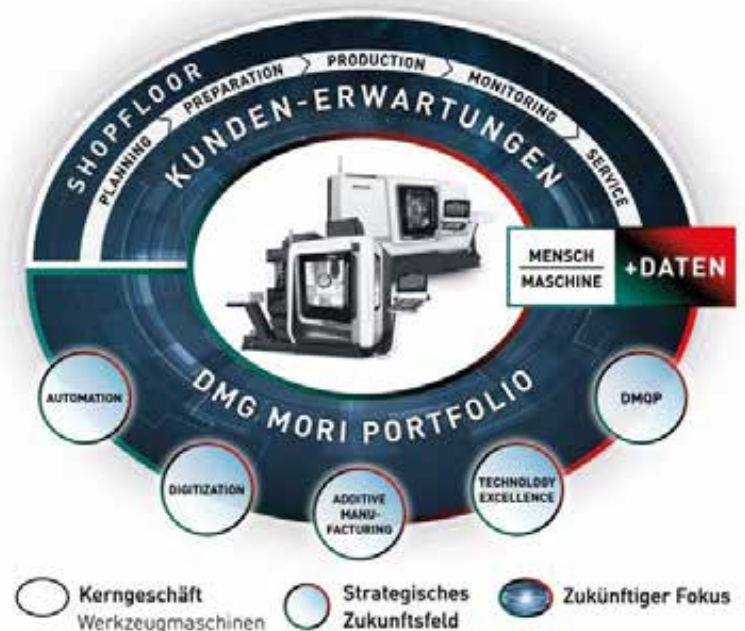 SHOPFLOOR
PLANNING
PREPARATION
PRODUCTION
MONITORING
SERVICE
KUNDEN-ERWARTUNGEN
MENSCH
MASCHINE
+DATEN
DMG MORI PORTFOLIO
AUTOMATION
DIGITIZATION
ADDITIVE
MANU-
FACTURING
TECHNOLOGY
EXCELLENCE
DMQP
Kerngeschäft
Werkzeugmaschinen
Strategisches
Zukunftsfeld
Zukünftiger Fokus